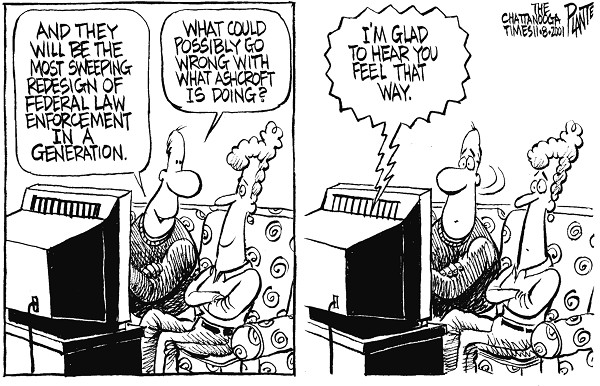 AND THEY
WILL BE THE
MOST SWEEPING
REDESIGN OF
FEDERAL LAW
ENFORCEMENT
IN A
GENERATION.
WHAT COULD
POSSIBLY GO
WRONG WITH
WHAT ASHCROFT
IS DOING?
I'M GLAD
TO HEAR YOU
FEEL THAT
WAY.
THE
CHATTANOOGA
TIMES 11•8•2001
PLANTE